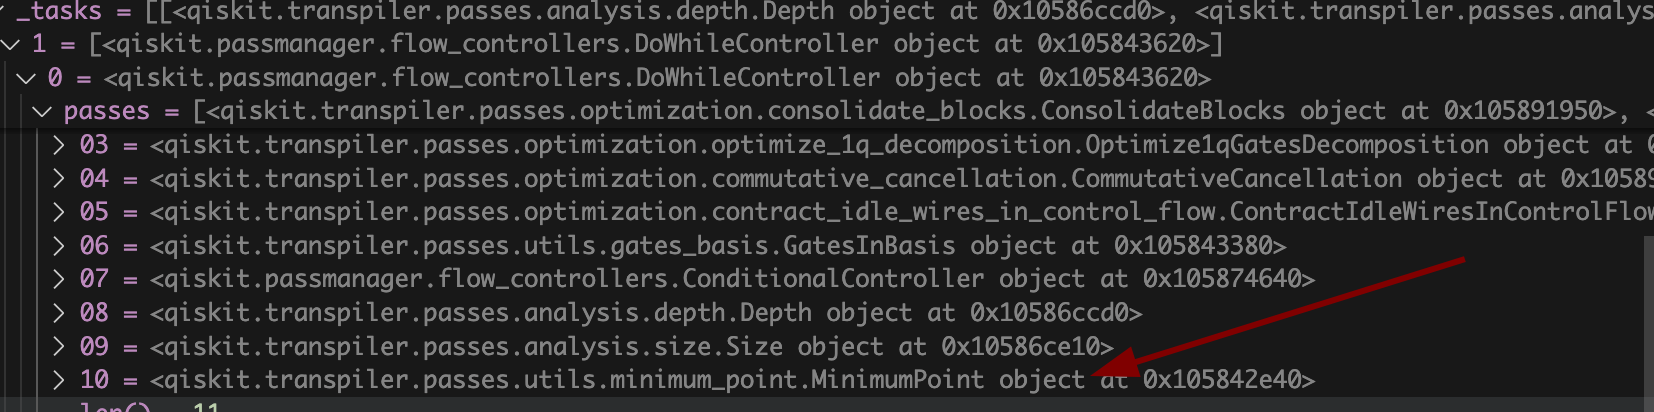 _tasks = [[<qiskit.transpiler.passes.analysis.depth.Depth object at 0x10586ccd0>, <qiskit.transpiler.passes.analys
1 = [<qiskit.passmanager.flow_controllers.DoWhileController object at 0x105843620>]
0 = <qiskit.passmanager.flow_controllers.DoWhileController object at 0x105843620>
passes = [<qiskit.transpiler.passes.optimization.consolidate_blocks.ConsolidateBlocks object at 0x105891950>, <
03 = <qiskit.transpiler.passes.optimization.optimize_1q_decomposition.Optimize1qGatesDecomposition object at 0
04 = <qiskit.transpiler.passes.optimization.commutative_cancellation.CommutativeCancellation object at 0x10589
05 = <qiskit.transpiler.passes.optimization.contract_idle_wires_in_control_flow.ContractIdleWiresInControlFlow
06 = <qiskit.transpiler.passes.utils.gates_basis.GatesInBasis object at 0x105843380>
07 = <qiskit.passmanager.flow_controllers.ConditionalController object at 0x105874640>
08 = <qiskit.transpiler.passes.analysis.depth.Depth object at 0x10586ccd0>
09 = <qiskit.transpiler.passes.analysis.size.Size object at 0x10586ce10>
10 = <qiskit.transpiler.passes.utils.minimum_point.MinimumPoint object at 0x105842e40>
len() = 11